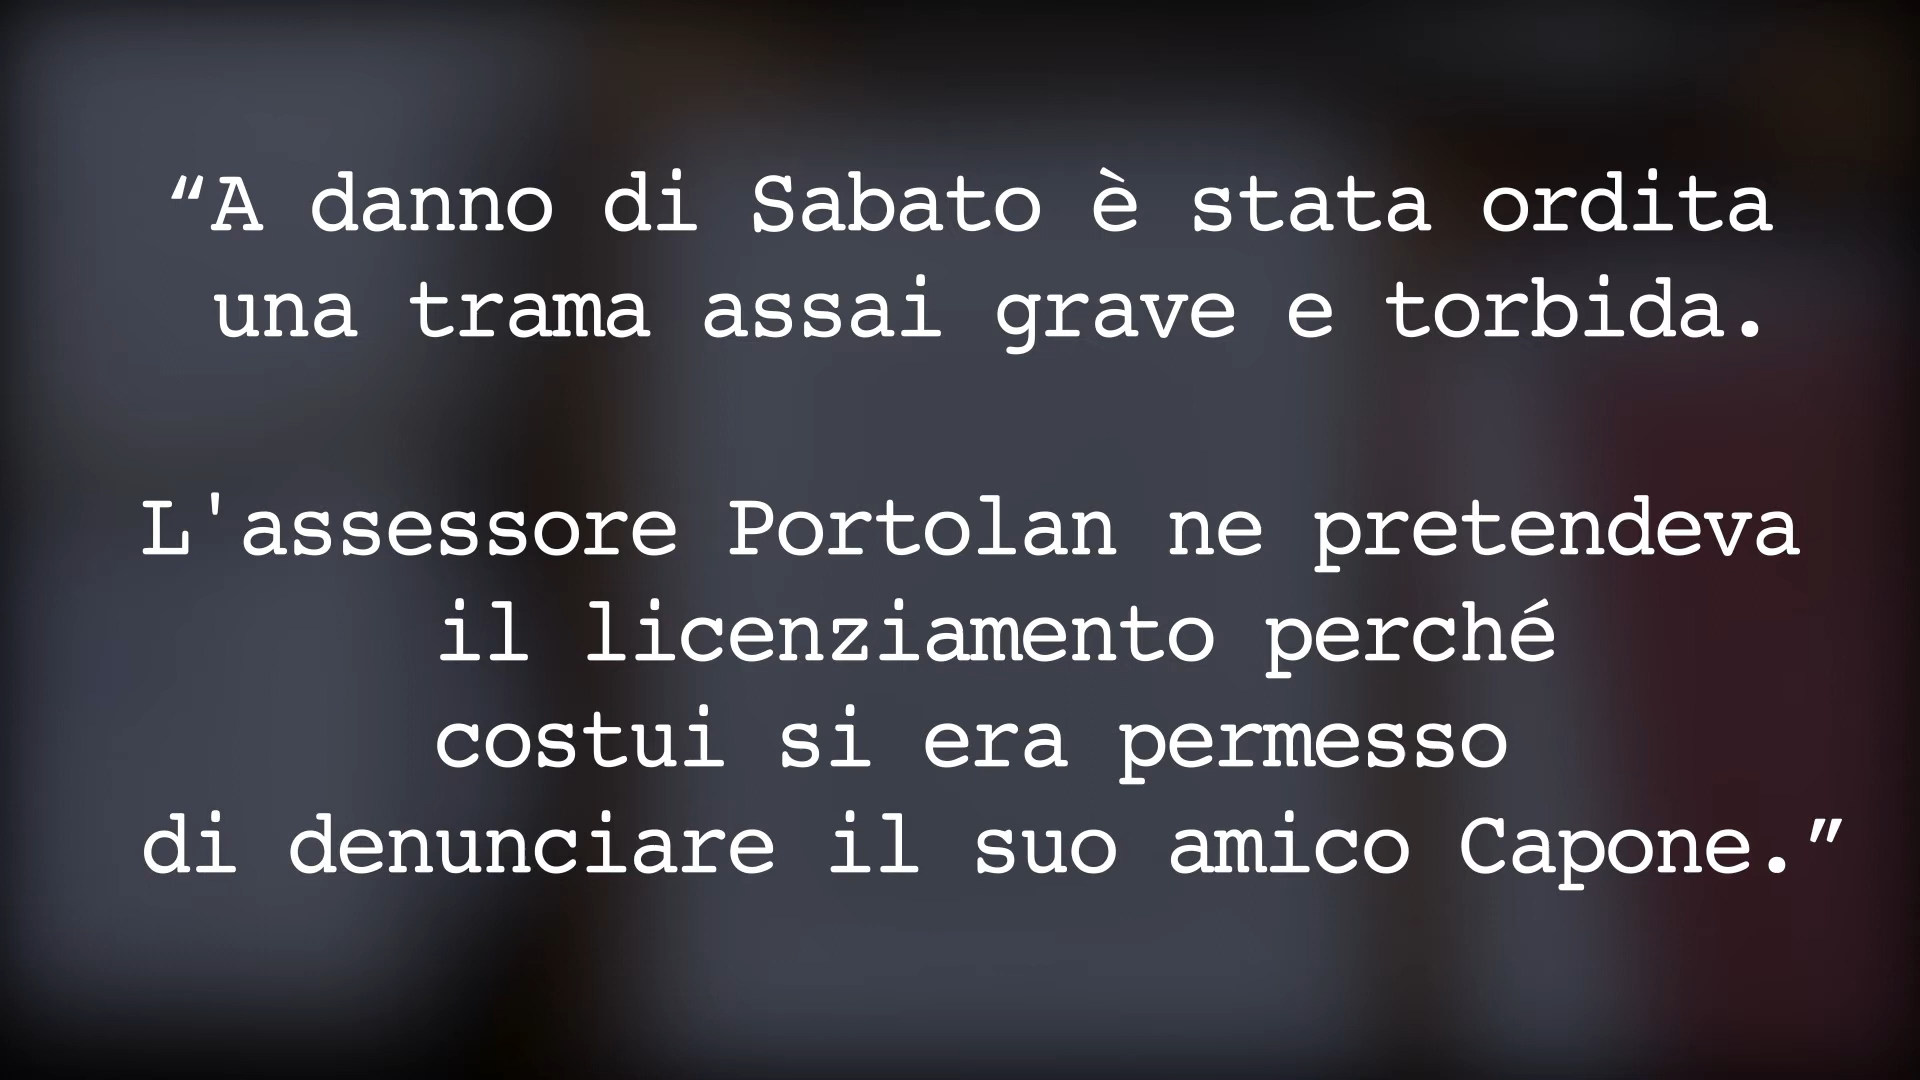 “A danno di Sabato è stata ordita
una trama assai grave e torbida.
L'assessore Portolan ne pretendeva
il licenziamento perché
costui si era permesso
di denunciare il suo amico Capone.”